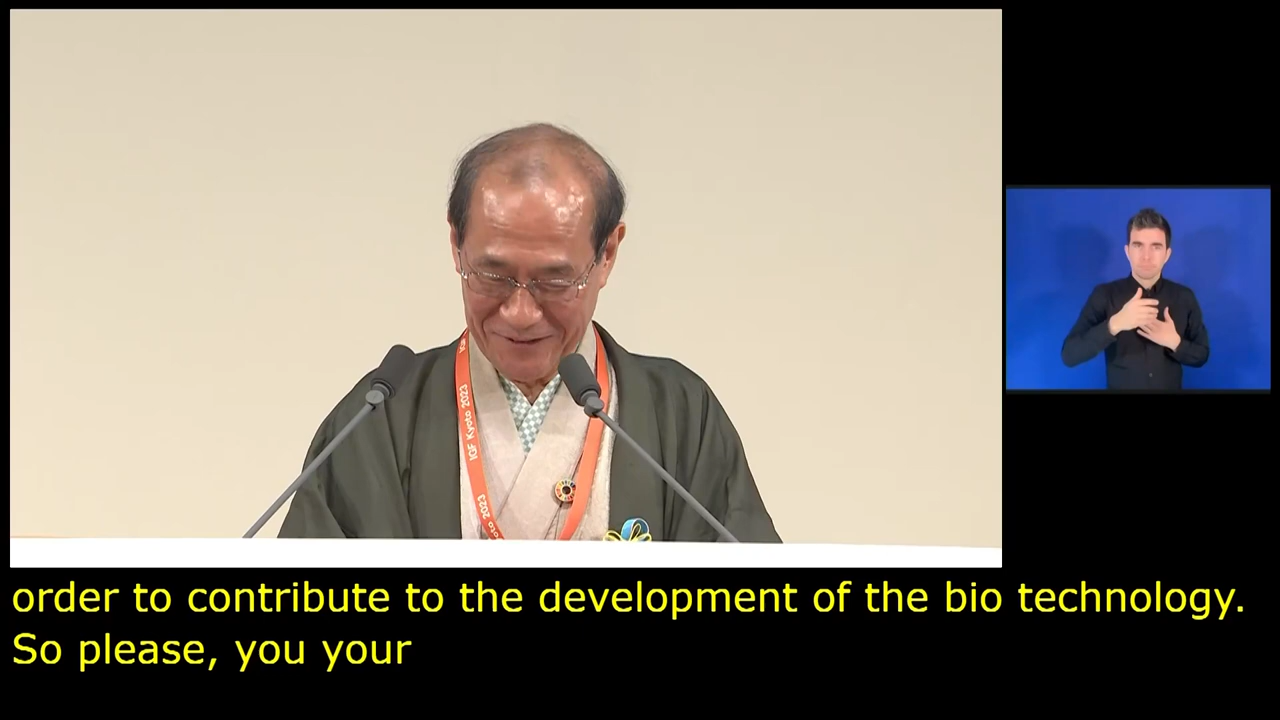 IGF Kyoto 2023
order to contribute to the development of the bio technology.
So please, you your